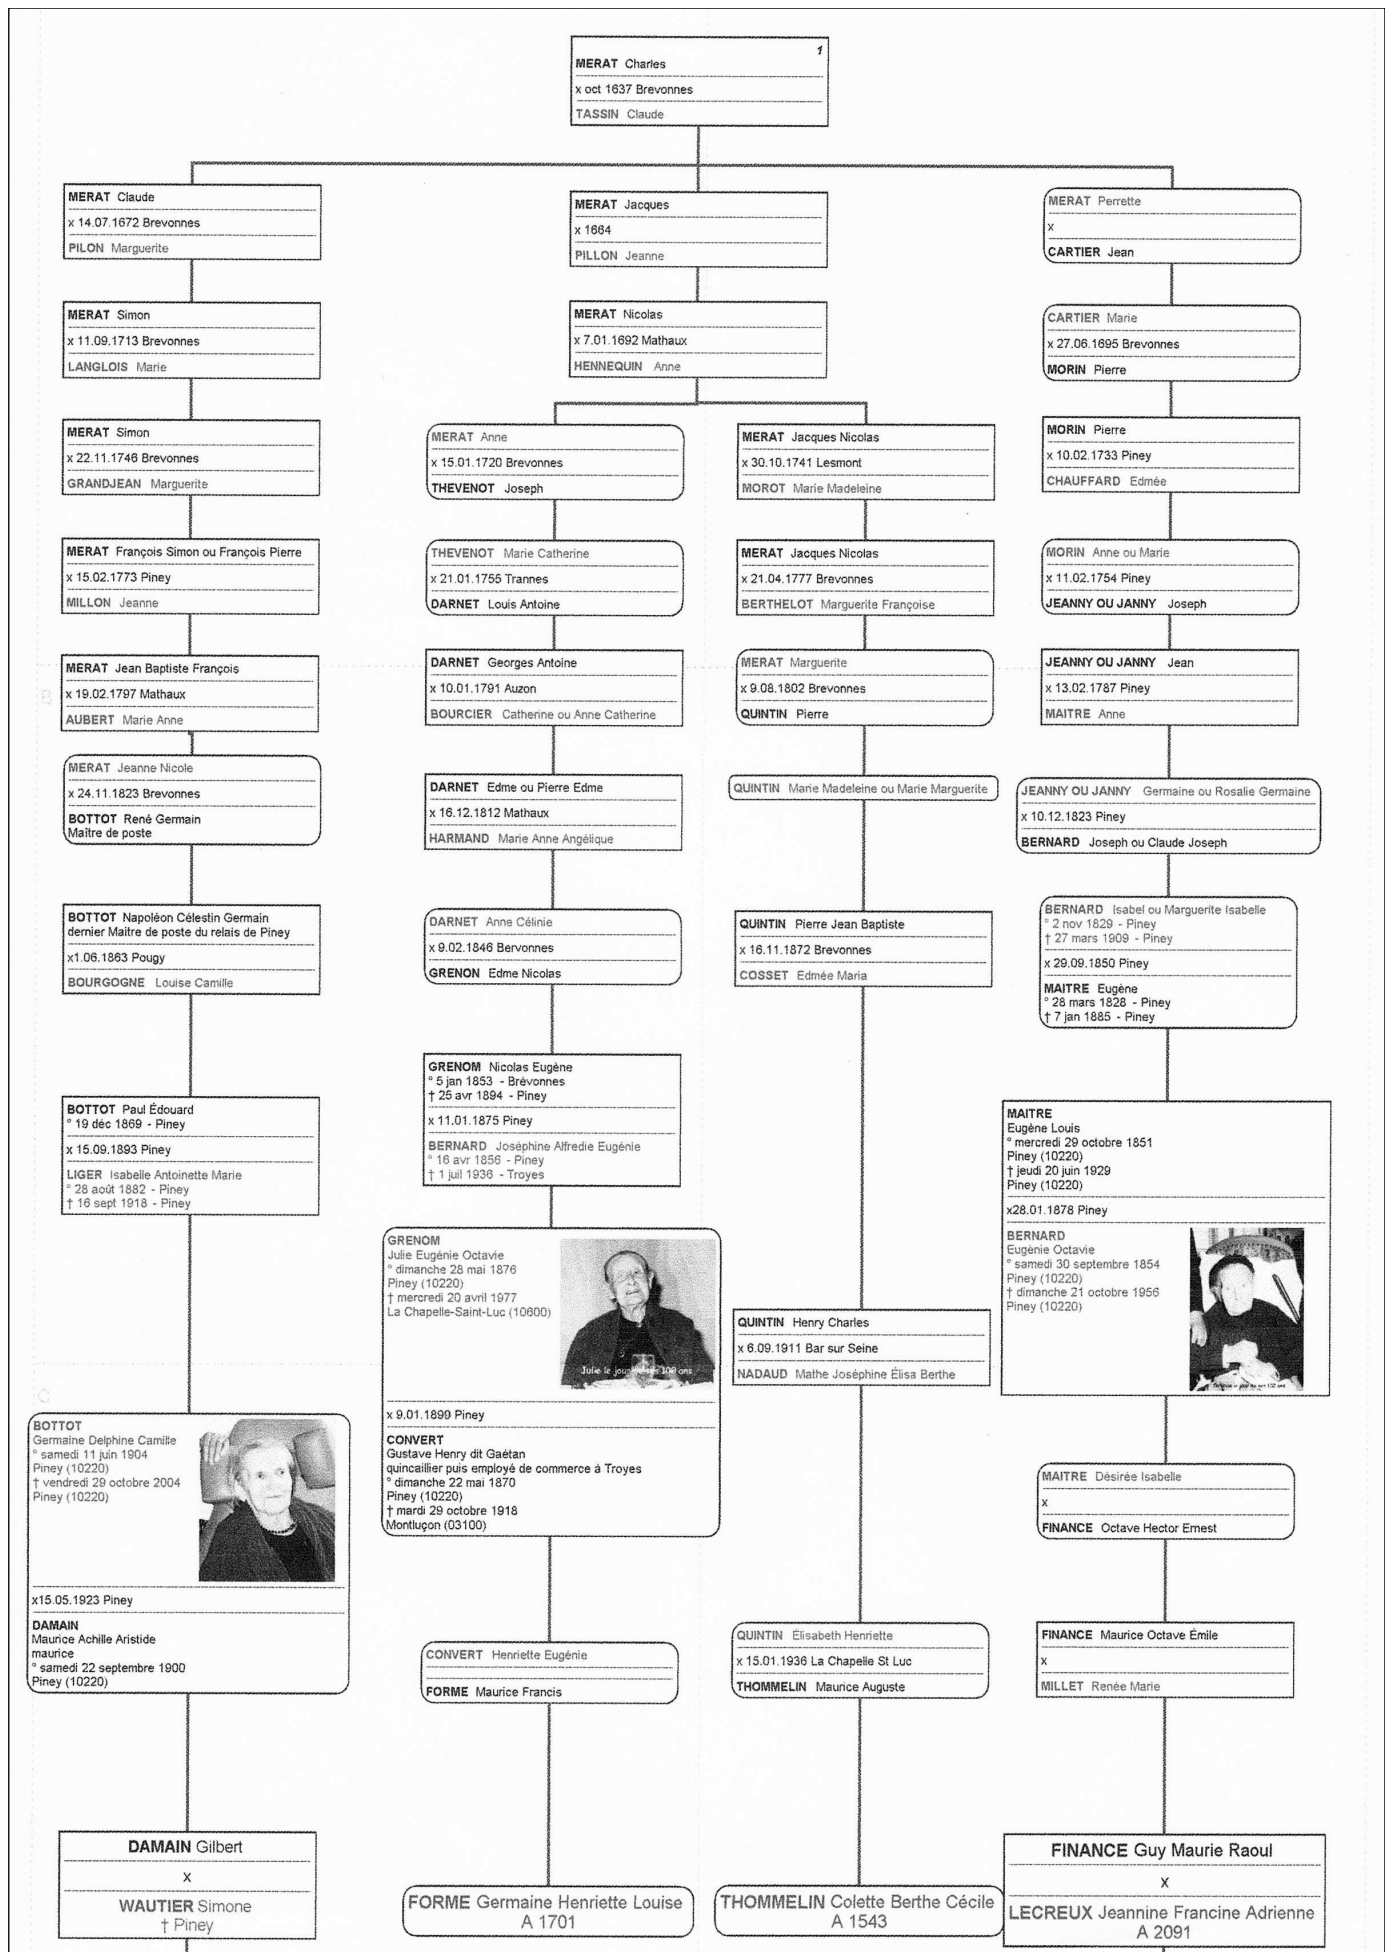 1
MERAT Charles
x oct 1637 Brevonnes
TASSIN Claude
MERAT Claude
x 14.07.1672 Brevonnes
PILON Marguerite
MERAT Jacques
x 1664
PILLON Jeanne
MERAT Perrette
x
CARTIER Jean
MERAT Simon
x 11.09.1713 Brevonnes
LANGLOIS Marie
MERAT Nicolas
x 7.01.1692 Mathaux
HENNEQUIN Anne
CARTIER Marie
x 27.06.1695 Brevonnes
MORIN Pierre
MERAT Simon
x 22.11.1746 Brevonnes
GRANDJEAN Marguerite
MERAT Anne
x 15.01.1720 Brevonnes
THEVENOT Joseph
MERAT Jacques Nicolas
x 30.10.1741 Lesmont
MOROT Marie Madeleine
MORIN Pierre
x 10.02.1733 Piney
CHAUFFARD Edmée
MERAT François Simon ou François Pierre
x 15.02.1773 Piney
MILLON Jeanne
THEVENOT Marie Catherine
x 21.01.1755 Trannes
DARNET Louis Antoine
MERAT Jacques Nicolas
x 21.04.1777 Brevonnes
BERTHELOT Marguerite Françoise
MORIN Anne ou Marie
x 11.02.1754 Piney
JEANNY OU JANNY Joseph
MERAT Jean Baptiste François
x 19.02.1797 Mathaux
AUBERT Marie Anne
DARNET Georges Antoine
x 10.01.1791 Auzon
BOURCIER Catherine ou Anne Catherine
MERAT Marguerite
x 9.08.1802 Brevonnes
QUINTIN Pierre
JEANNY OU JANNY Jean
x 13.02.1787 Piney
MAITRE Anne
MERAT Jeanne Nicole
x 24.11.1823 Brevonnes
BOTTOT René Germain
Maître de poste
DARNET Edme ou Pierre Edme
x 16.12.1812 Mathaux
HARMAND Marie Anne Angélique
QUINTIN Marie Madeleine ou Marie Marguerite
JEANNY OU JANNY Germaine ou Rosalie Germaine
x 10.12.1823 Piney
BERNARD Joseph ou Claude Joseph
BOTTOT Napoléon Célestin Germain
dernier Maitre de poste du relais de Piney
x1.06.1863 Pougy
BOURGOGNE Louise Camille
DARNET Anne Célinie
x 9.02.1846 Bervonnes
GRENON Edme Nicolas
QUINTIN Pierre Jean Baptiste
x 16.11.1872 Brevonnes
COSSET Edmée Maria
BERNARD Isabel ou Marguerite Isabelle
° 2 nov 1829 - Piney
† 27 mars 1909 - Piney
x 29.09.1850 Piney
MAITRE Eugène
° 28 mars 1828 - Piney
† 7 jan 1885 - Piney
BOTTOT Paul Édouard
° 19 déc 1869 - Piney
x 15.09.1893 Piney
LIGER Isabelle Antoinette Marie
° 28 août 1882 - Piney
† 16 sept 1918 - Piney
GRENOM Nicolas Eugène
° 5 jan 1853 - Brévonnes
† 25 avr 1894 - Piney
x 11.01.1875 Piney
BERNARD Joséphine Alfredie Eugénie
° 16 avr 1856 - Piney
† 1 juil 1936 - Troyes
MAITRE
Eugène Louis
° mercredi 29 octobre 1851
Piney (10220)
† jeudi 20 juin 1929
Piney (10220)
x28.01.1878 Piney
BERNARD
Eugénie Octavie
° samedi 30 septembre 1854
Piney (10220)
† dimanche 21 octobre 1956
Piney (10220)
GRENOM
Julie Eugénie Octavie
° dimanche 28 mai 1876
Piney (10220)
† mercredi 20 avril 1977
La Chapelle-Saint-Luc (10600)
Julie le jour de ses 100 ans
x 9.01.1899 Piney
CONVERT
Gustave Henry dit Gaétan
quincaillier puis employé de commerce à Troyes
° dimanche 22 mai 1870
Piney (10220)
† mardi 29 octobre 1918
Montluçon (03100)
QUINTIN Henry Charles
x 6.09.1911 Bar sur Seine
NADAUD Mathe Joséphine Élisa Berthe
BOTTOT
Germaine Delphine Camille
° samedi 11 juin 1904
Piney (10220)
† vendredi 29 octobre 2004
Piney (10220)
x15.05.1923 Piney
DAMAIN
Maurice Achille Aristide
maurice
° samedi 22 septembre 1900
Piney (10220)
MAITRE Désirée Isabelle
x
FINANCE Octave Hector Ernest
CONVERT Henriette Eugénie
FORME Maurice Francis
QUINTIN Élisabeth Henriette
x 15.01.1936 La Chapelle St Luc
THOMMELIN Maurice Auguste
FINANCE Maurice Octave Émile
x
MILLET Renée Marie
DAMAIN Gilbert
x
WAUTIER Simone
† Piney
FORME Germaine Henriette Louise
A 1701
THOMMELIN Colette Berthe Cécile
A 1543
FINANCE Guy Maurie Raoul
x
LECREUX Jeannine Francine Adrienne
A 2091